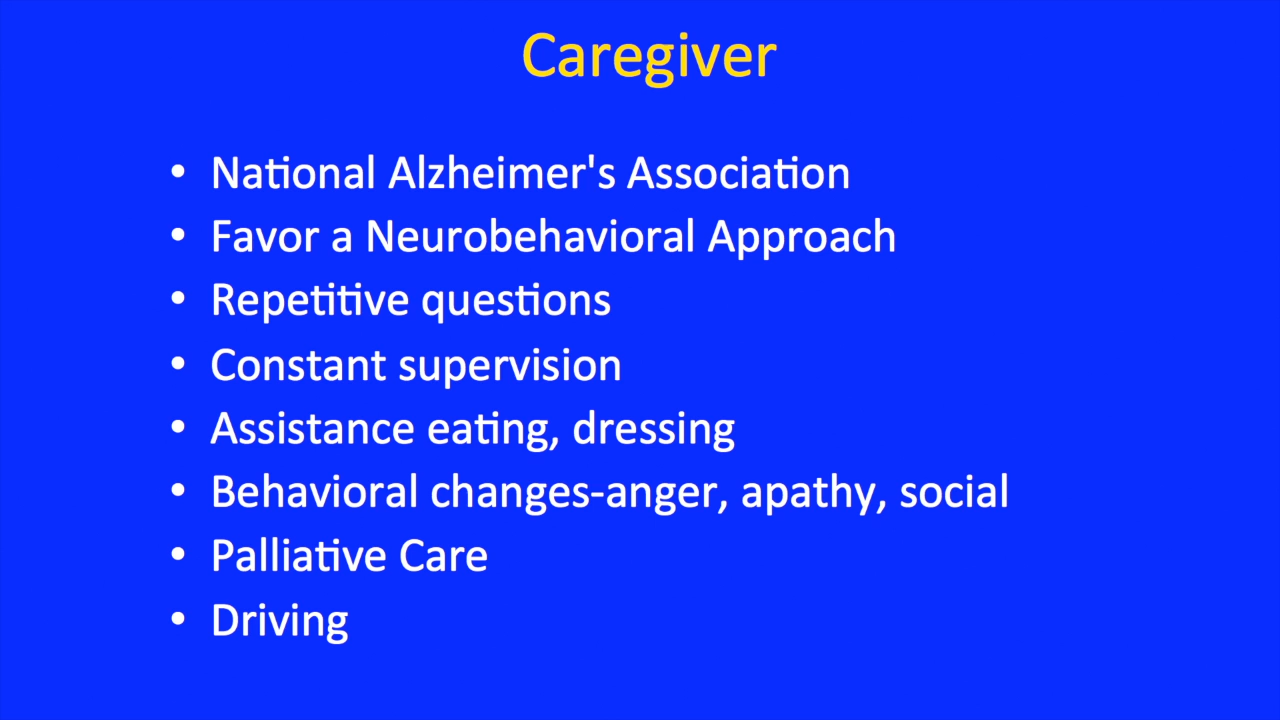 Caregiver
• National Alzheimer's Association
• Favor a Neurobehavioral Approach
• Repetitive questions
• Constant supervision
• Assistance eating, dressing
• Behavioral changes-anger, apathy, social
• Palliative Care
• Driving